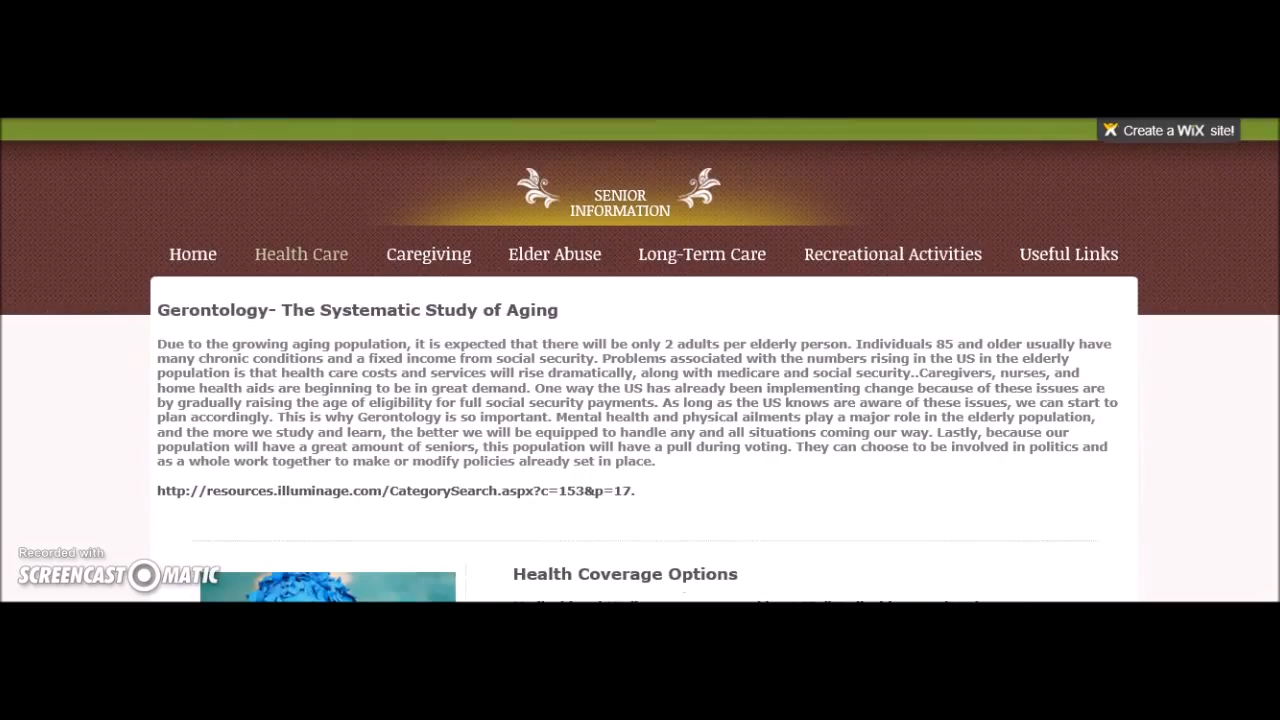 Create a WiX site!
SENIOR
INFORMATION
Home Health Care Caregiving Elder Abuse Long-Term Care Recreational Activities Useful Links
Gerontology- The Systematic Study of Aging
Due to the growing aging population, it is expected that there will be only 2 adults per elderly person. Individuals 85 and older usually have
many chronic conditions and a fixed income from social security. Problems associated with the numbers rising in the US in the elderly
population is that health care costs and services will rise dramatically, along with medicare and social security..Caregivers, nurses, and
home health aids are beginning to be in great demand. One way the US has already been implementing change because of these issues are
by gradually raising the age of eligibility for full social security payments. As long as the US knows are aware of these issues, we can start to
plan accordingly. This is why Gerontology is so important. Mental health and physical ailments play a major role in the elderly population,
and the more we study and learn, the better we will be equipped to handle any and all situations coming our way. Lastly, because our
population will have a great amount of seniors, this population will have a pull during voting. They can choose to be involved in politics and
as a whole work together to make or modify policies already set in place.
http://resources.illuminage.com/CategorySearch.aspx?c=153&p=17.
Health Coverage Options
Recorded with
SCREENCAST MATIC